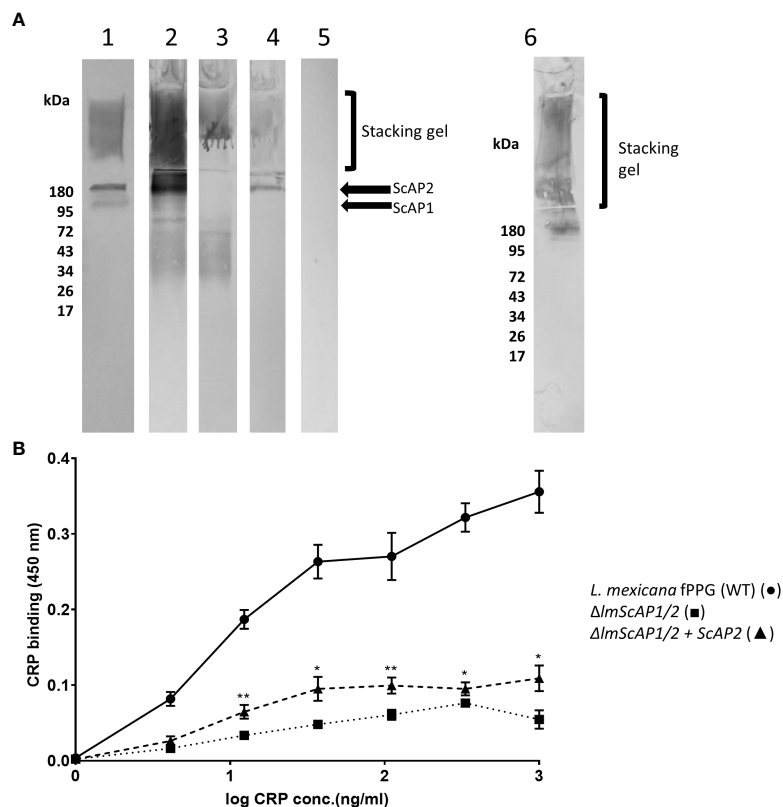 A
1 2 3 4 5 6
kDa
Stacking gel
180
95
72
43
34
26
17
ScAP2
ScAP1
kDa
Stacking
gel
180
95
72
43
34
26
17
B
0.4
0.3
0.2
0.1
0.0
CRP binding (450 nm)
** * ** * *
0 1 2 3
log CRP conc.(ng/ml)
L. mexicana fPPG (WT) (●)
ΔlmScAP1/2 (■)
ΔlmScAP1/2 + ScAP2 (▲)